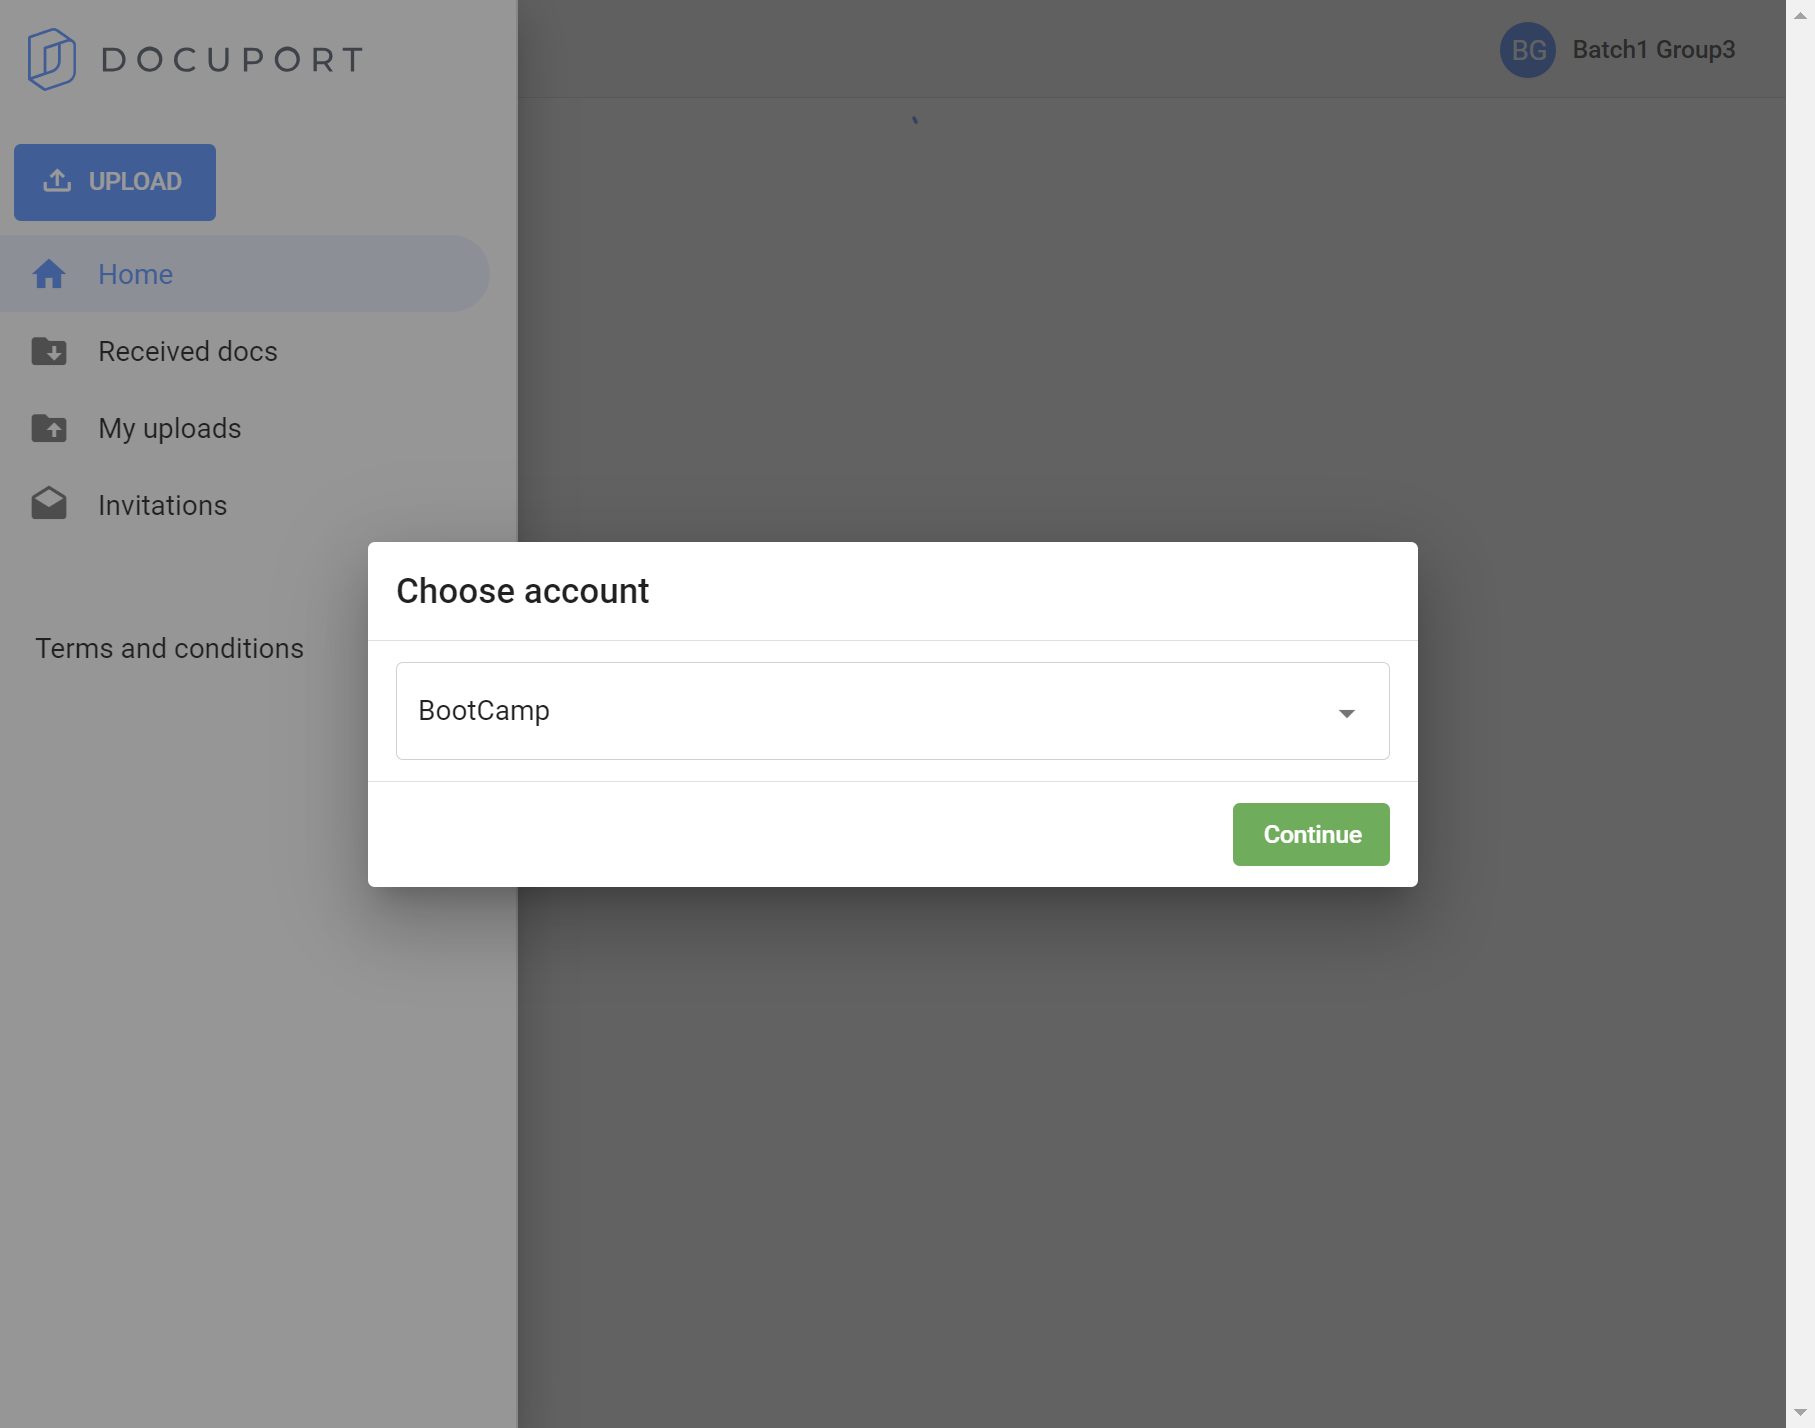 DOCUPORT
BG Batch1 Group3
UPLOAD
Home
Received docs
My uploads
Invitations
Terms and conditions
Choose account
BootCamp
Continue